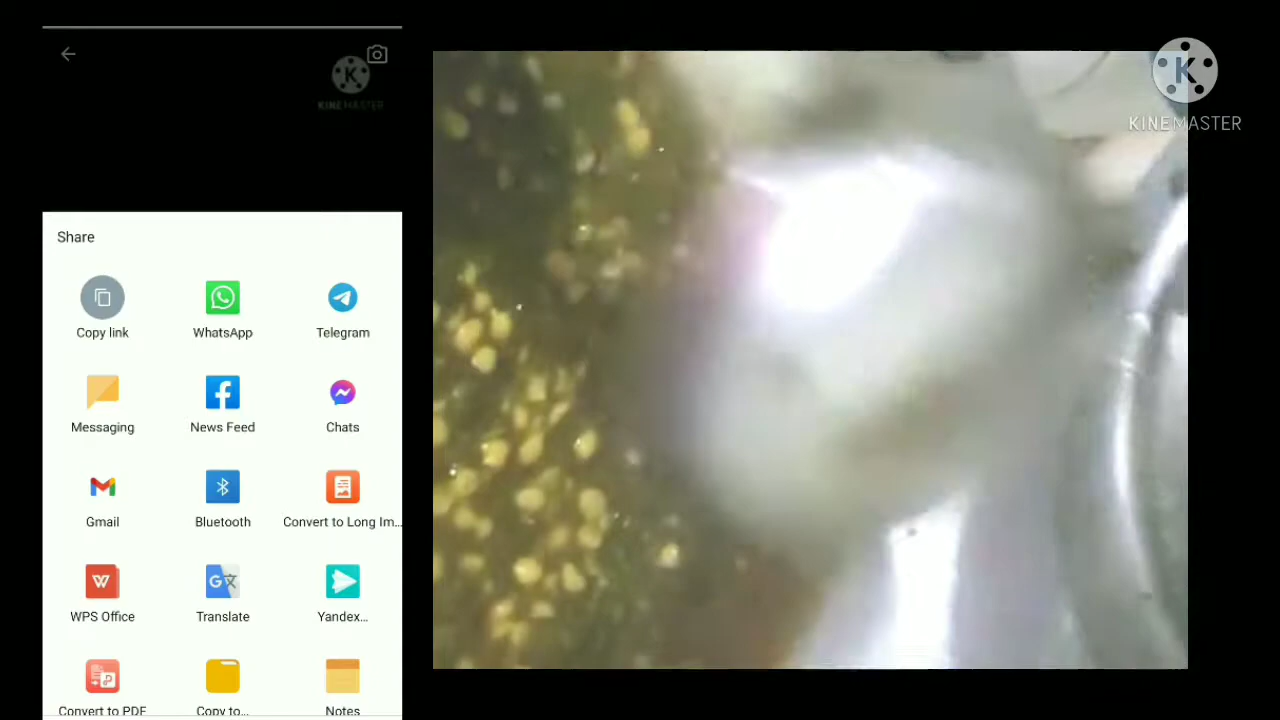 KINEMASTER
Share
Copy link
WhatsApp
Telegram
Messaging
News Feed
Chats
Gmail
Bluetooth
Convert to Long Im...
WPS Office
Translate
Yandex...
Convert to PDF
Copy to...
Notes
K
KINEMASTER